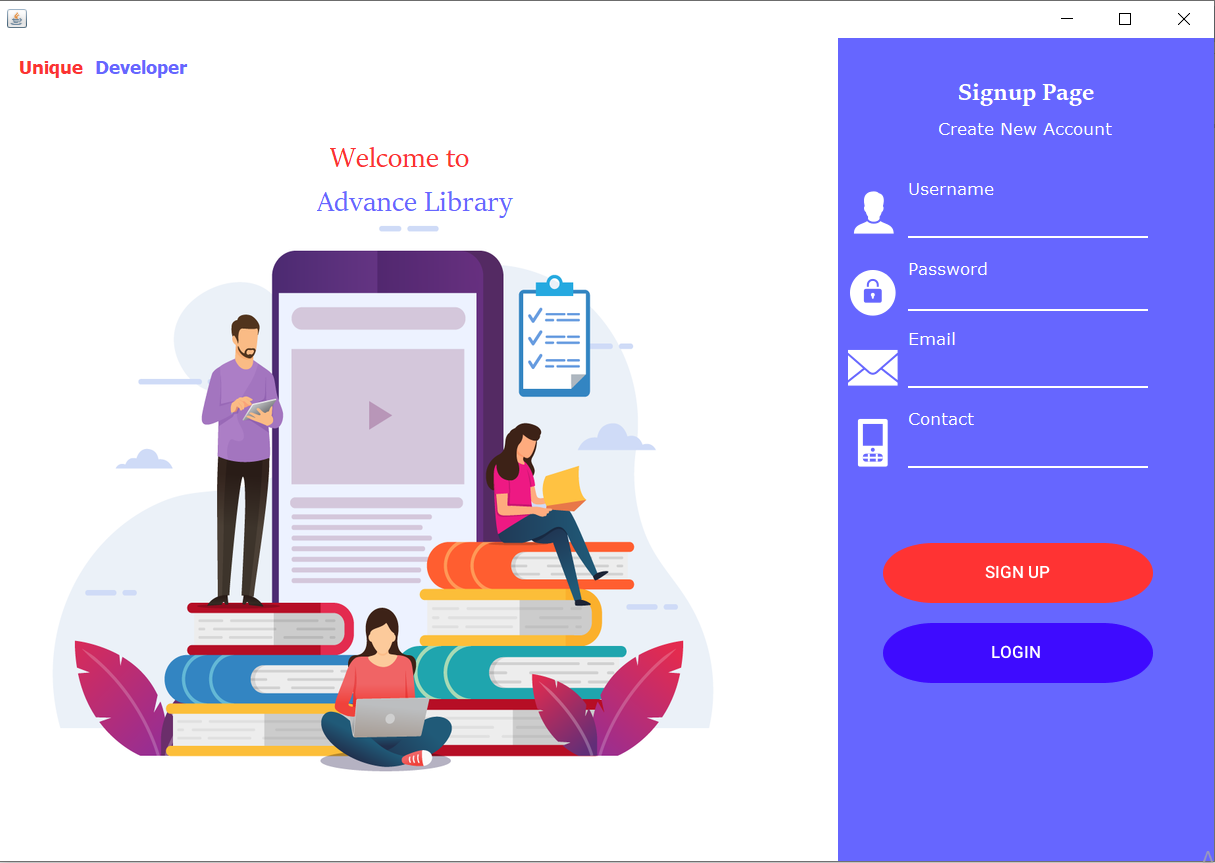 Unique Developer
Welcome to
Advance Library
Signup Page
Create New Account
Username
Password
Email
Contact
SIGN UP
LOGIN